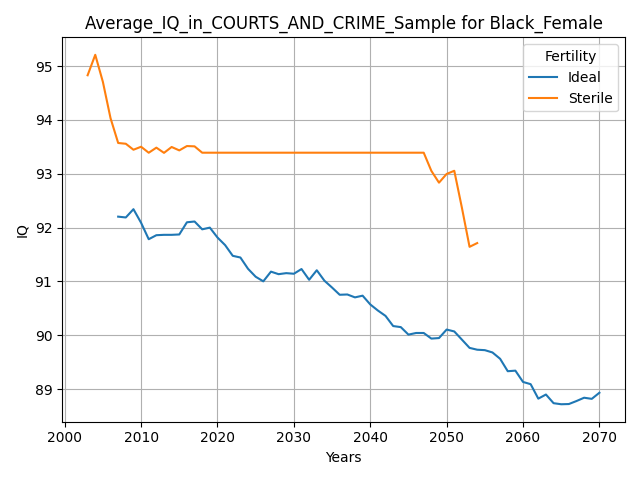 Average_IQ_in_COURTS_AND_CRIME_Sample for Black_Female
Fertility
Ideal
Sterile
IQ
95
94
93
92
91
90
89
2000 2010 2020 2030 2040 2050 2060 2070
Years